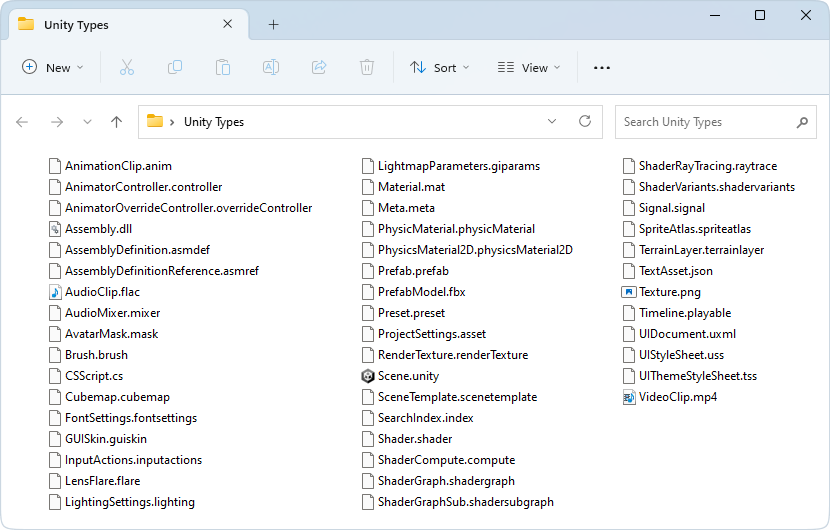 Unity Types
New
Sort
View
Unity Types
Search Unity Types
AnimationClip.anim
AnimatorController.controller
AnimatorOverrideController.overrideController
Assembly.dll
AssemblyDefinition.asmdef
AssemblyDefinitionReference.asmref
AudioClip.flac
AudioMixer.mixer
AvatarMask.mask
Brush.brush
CSScript.cs
Cubemap.cubemap
FontSettings.fontsettings
GUISkin.guiskin
InputActions.inputactions
LensFlare.flare
LightingSettings.lighting
LightmapParameters.giparams
Material.mat
Meta.meta
PhysicMaterial.physicMaterial
PhysicsMaterial2D.physicsMaterial2D
Prefab.prefab
PrefabModel.fbx
Preset.preset
ProjectSettings.asset
RenderTexture.renderTexture
Scene.unity
SceneTemplate.scenetemplate
SearchIndex.index
Shader.shader
ShaderCompute.compute
ShaderGraph.shadergraph
ShaderGraphSub.shadersubgraph
ShaderRayTracing.raytrace
ShaderVariants.shadervariants
Signal.signal
SpriteAtlas.spriteatlas
TerrainLayer.terrainlayer
TextAsset.json
Texture.png
Timeline.playable
UIDocument.uxml
UIStyleSheet.uss
UIThemeStyleSheet.tss
VideoClip.mp4